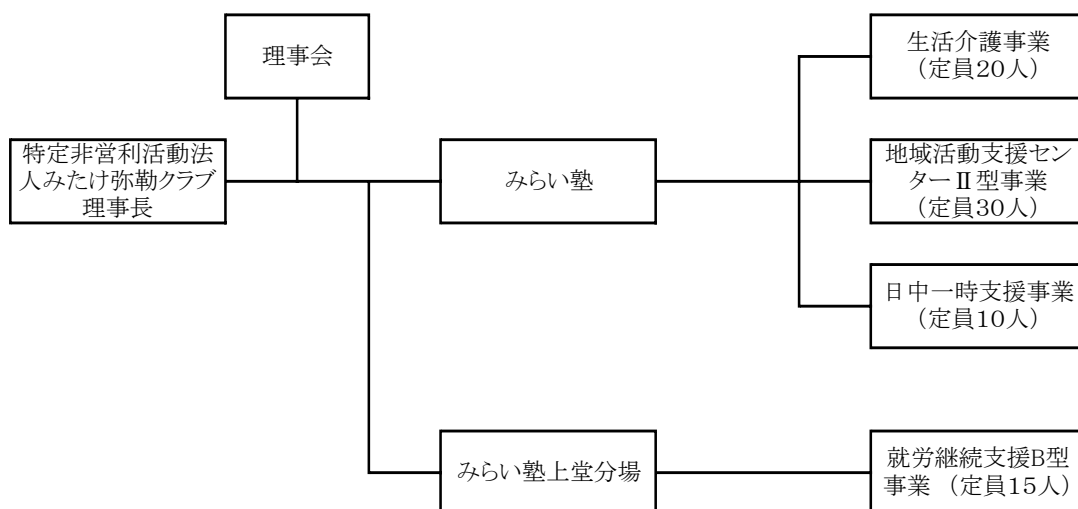 理事会
特定非営利活動法
人みたけ弥勒クラブ
理事長
みらい塾
生活介護事業
（定員20人）
地域活動支援セン
ターⅡ型事業
（定員30人）
日中一時支援事業
（定員10人）
みらい塾上堂分場
就労継続支援B型
事業　（定員15人）